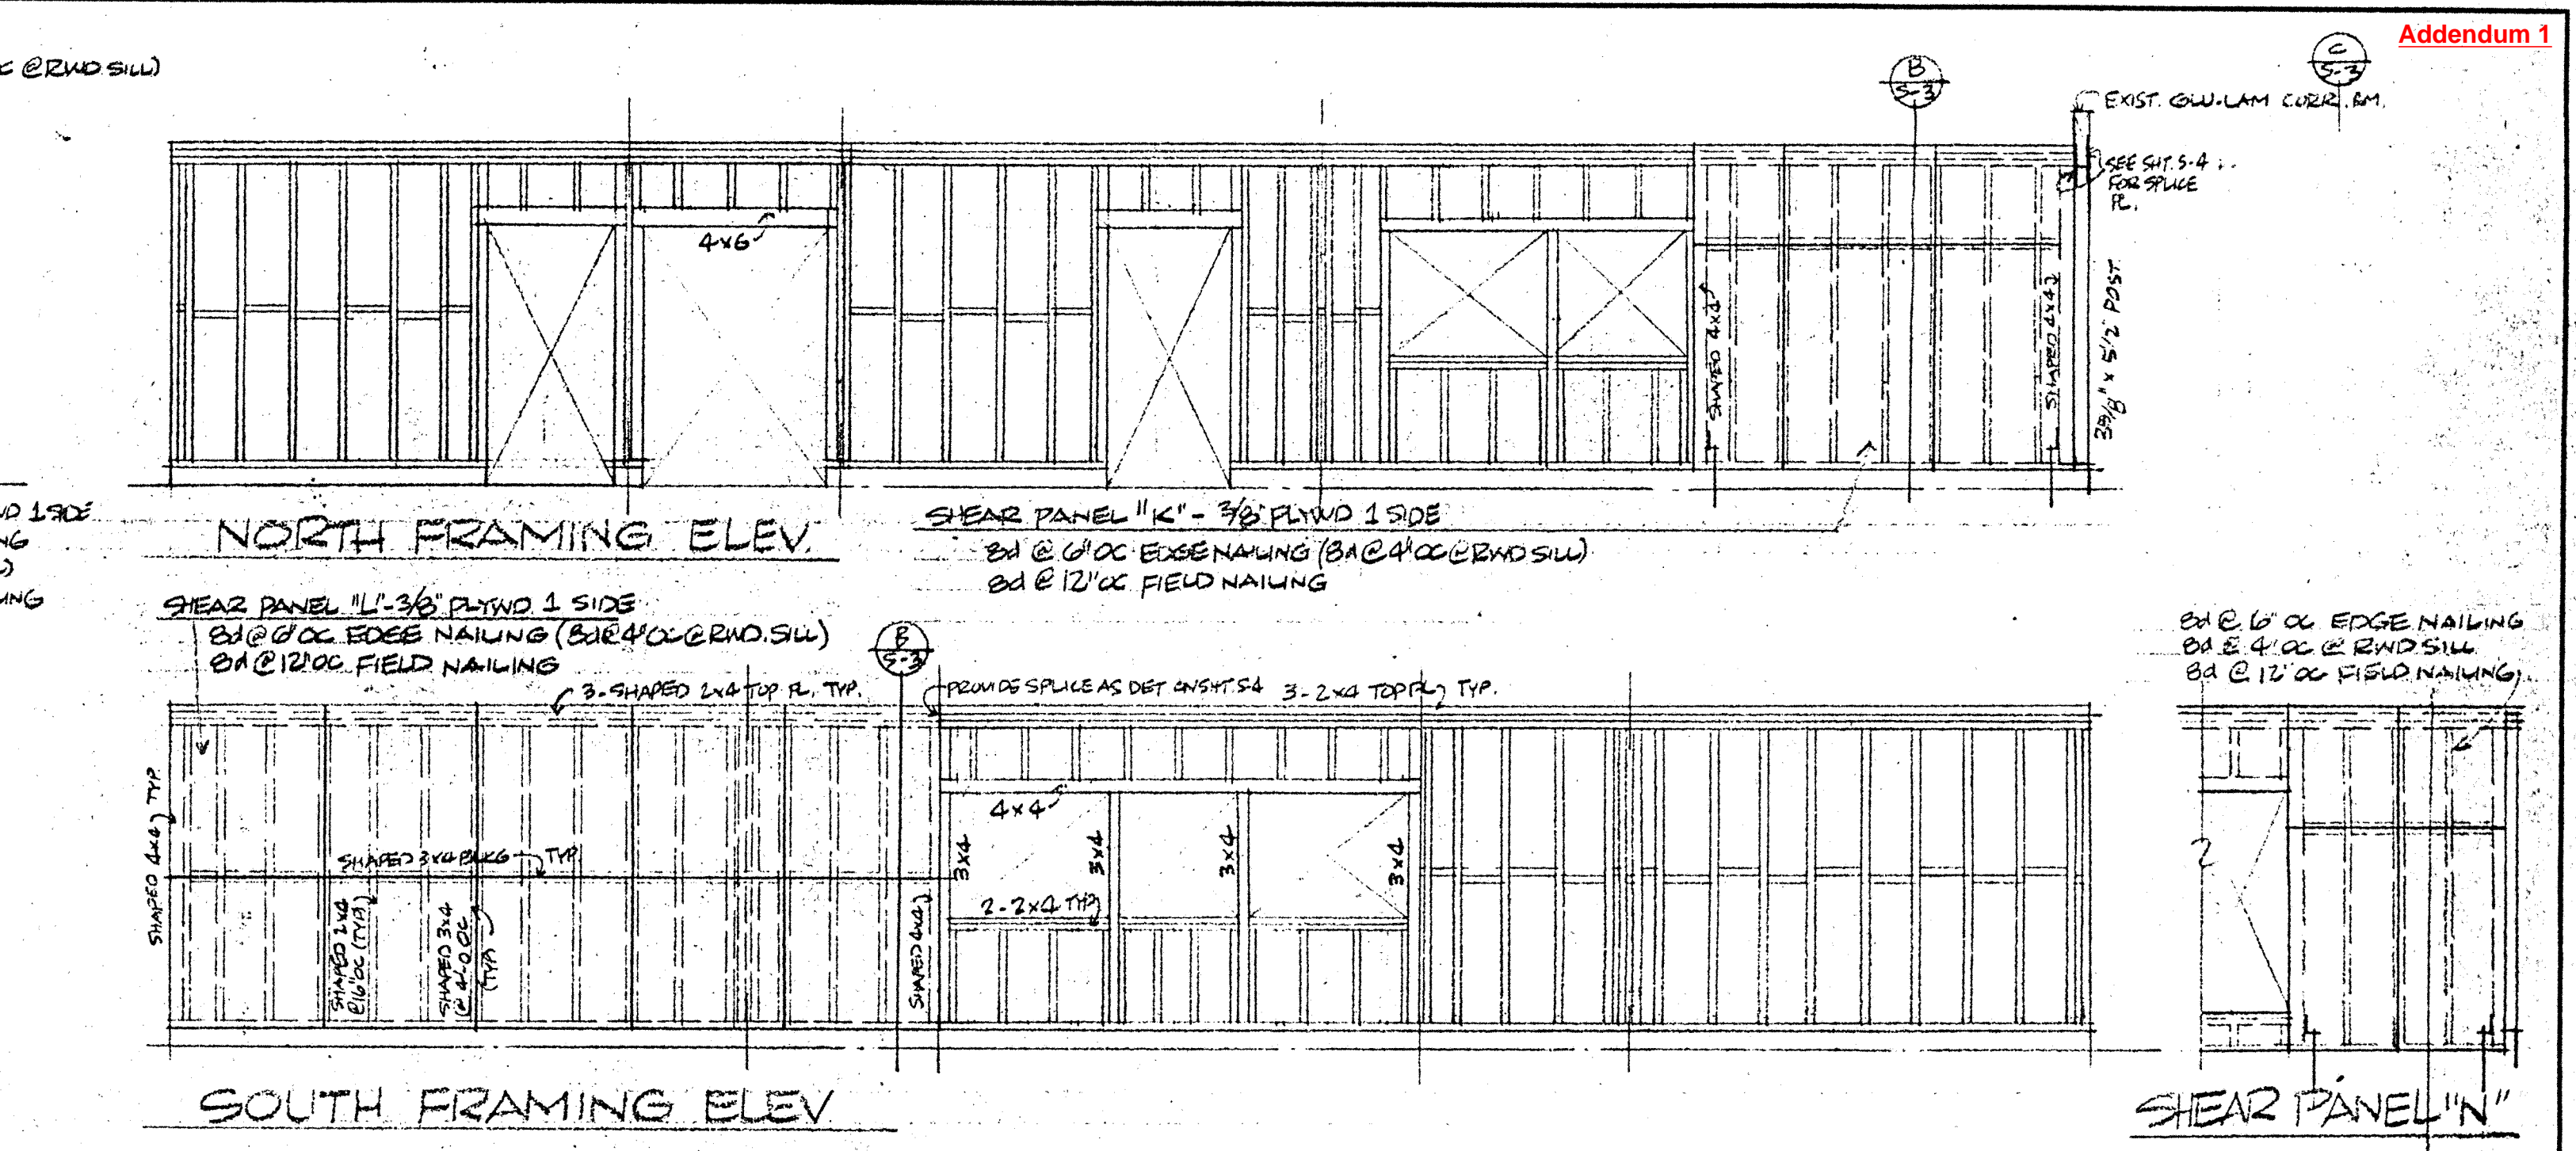 Addendum 1
C @ RWD. SILL)
B
S-3
C
S-3
EXIST. GLU-LAM CORR. BM.
SEE SHT. S-4
FOR SPLICE
PL.
4x6
SHAPED 4x4
SHAPED 4x4
3 5/8" x 5 1/2" POST
WD 1 SIDE
NG
L)
ING
NORTH FRAMING ELEV.
SHEAR PANEL "K" - 3/8" PLYWD 1 SIDE
8d @ 6" OC EDGE NAILING (8d @ 4" OC @ RWD SILL)
8d @ 12" OC FIELD NAILING
SHEAR PANEL "L" - 3/8" PLYWD 1 SIDE
8d @ 6" OC EDGE NAILING (8d @ 4" OC @ RWD. SILL)
8d @ 12" OC FIELD NAILING
B
S-3
3-SHAPED 2x4 TOP PL. TYP.
PROVIDE SPLICE AS DET ON SHT. S4
3-2x4 TOP PL. TYP.
8d @ 6" OC EDGE NAILING
8d @ 4" OC @ RWD SILL
8d @ 12" OC FIELD NAILING
SHAPED 4x4 TYP.
SHAPED 3x4 BLKG TYP.
SHAPED 2x4
@ 16" OC (TYP)
SHAPED 3x4
@ 4'-0 OC
(TYP)
SHAPED 4x4
4x4
3x4
3x4
3x4
3x4
2-2x4 TYP
2
SOUTH FRAMING ELEV
SHEAR PANEL "N"